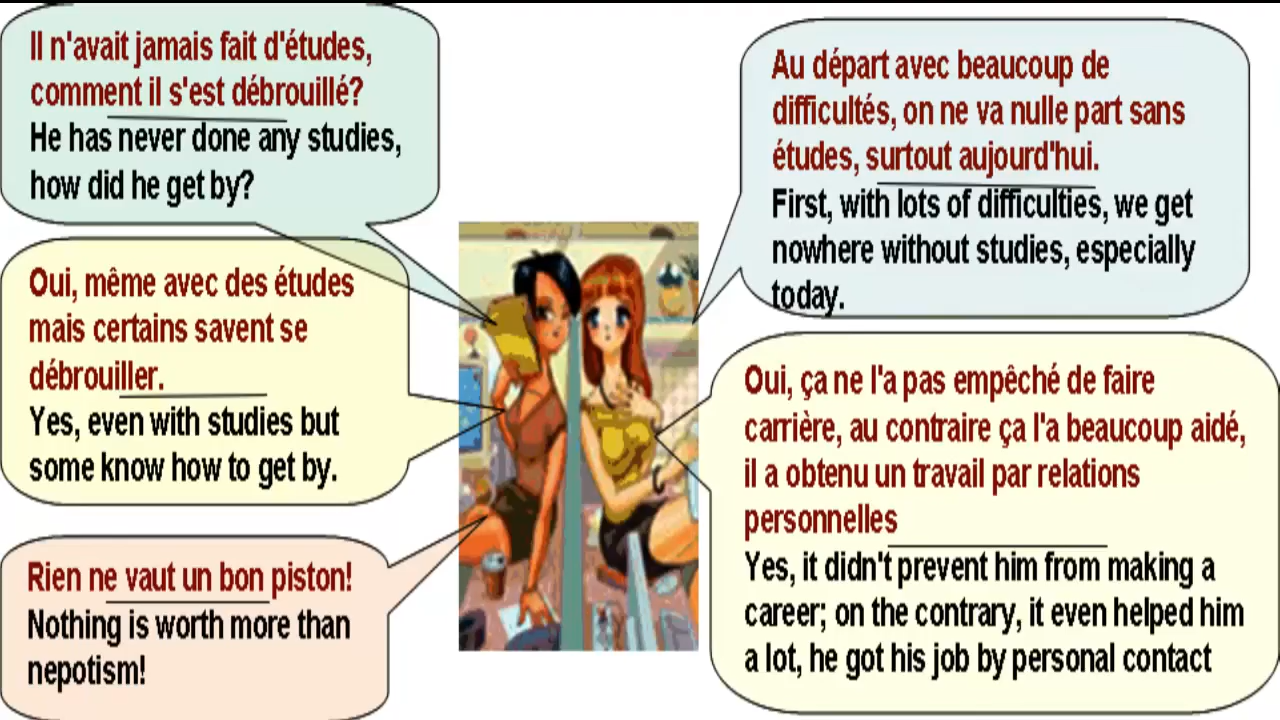 Il n'avait jamais fait d'études,
comment il s'est débrouillé?
He has never done any studies,
how did he get by?
Au départ avec beaucoup de
difficultés, on ne va nulle part sans
études, surtout aujourd'hui.
First, with lots of difficulties, we get
nowhere without studies, especially
today.
Oui, même avec des études
mais certains savent se
débrouiller.
Yes, even with studies but
some know how to get by.
Oui, ça ne l'a pas empêché de faire
carrière, au contraire ça l'a beaucoup aidé,
il a obtenu un travail par relations
personnelles
Yes, it didn't prevent him from making a
career; on the contrary, it even helped him
a lot, he got his job by personal contact
Rien ne vaut un bon piston!
Nothing is worth more than
nepotism!